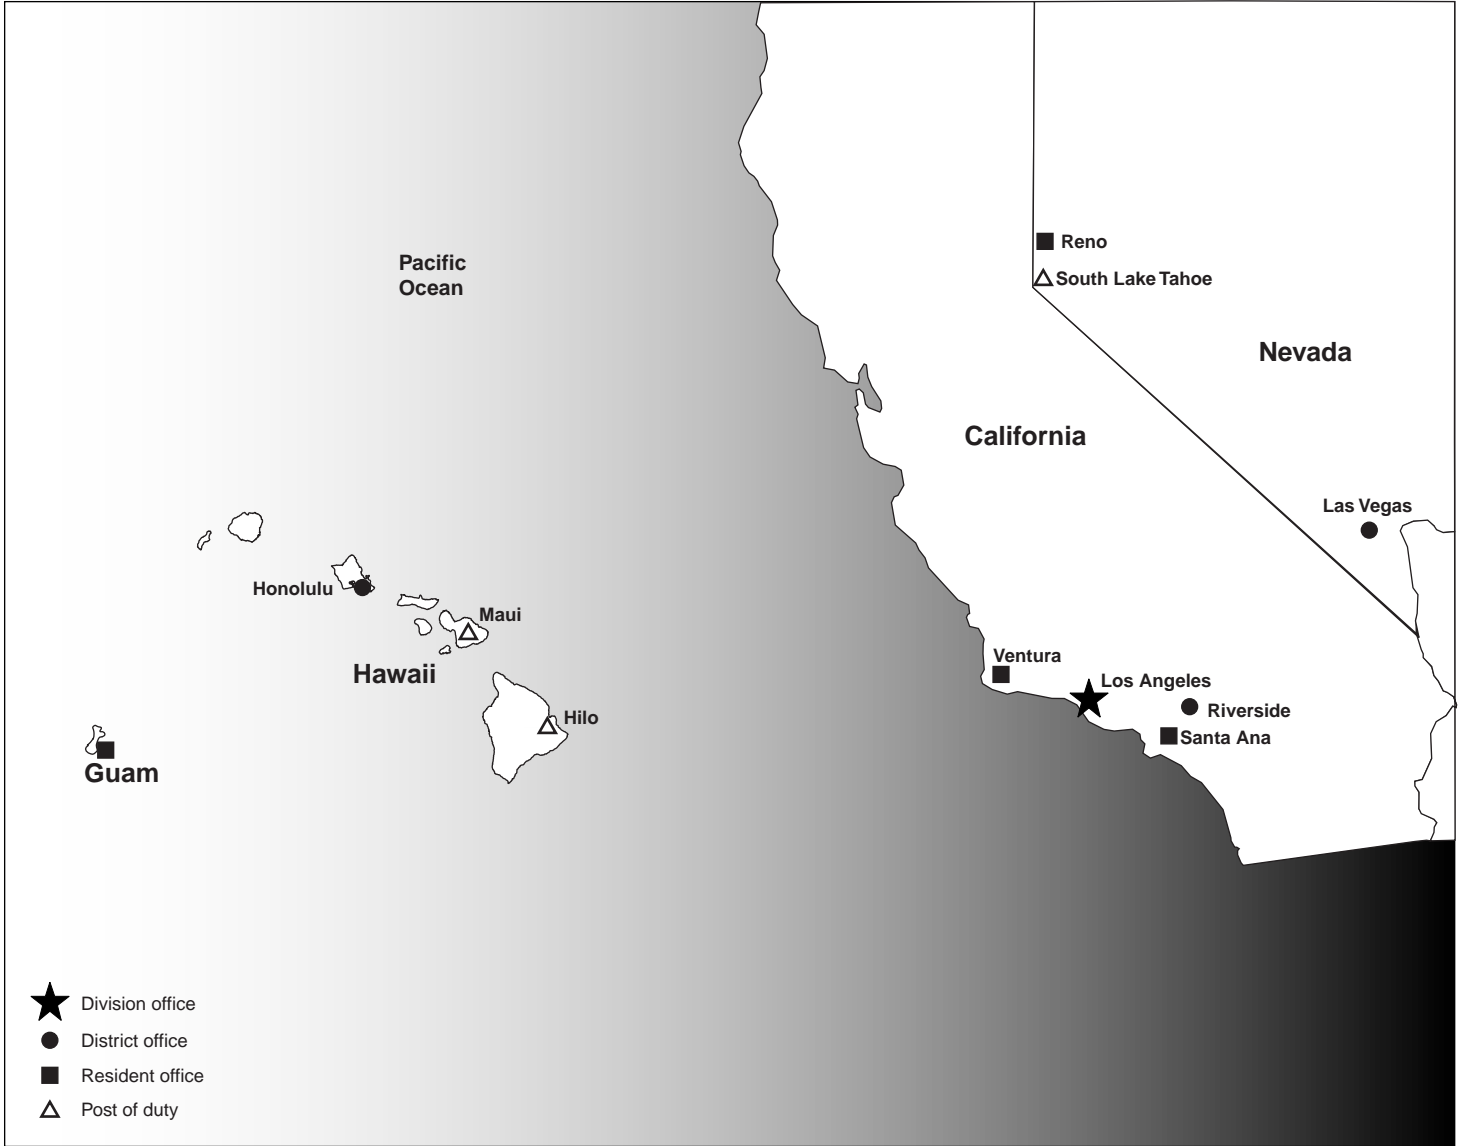 Reno
Pacific
Ocean
South Lake Tahoe
Nevada
California
Las Vegas
Honolulu
Maui
Ventura
Hawaii
Los Angeles
Hilo
Riverside
Santa Ana
Guam
Division office
District office
Resident office
Post of duty